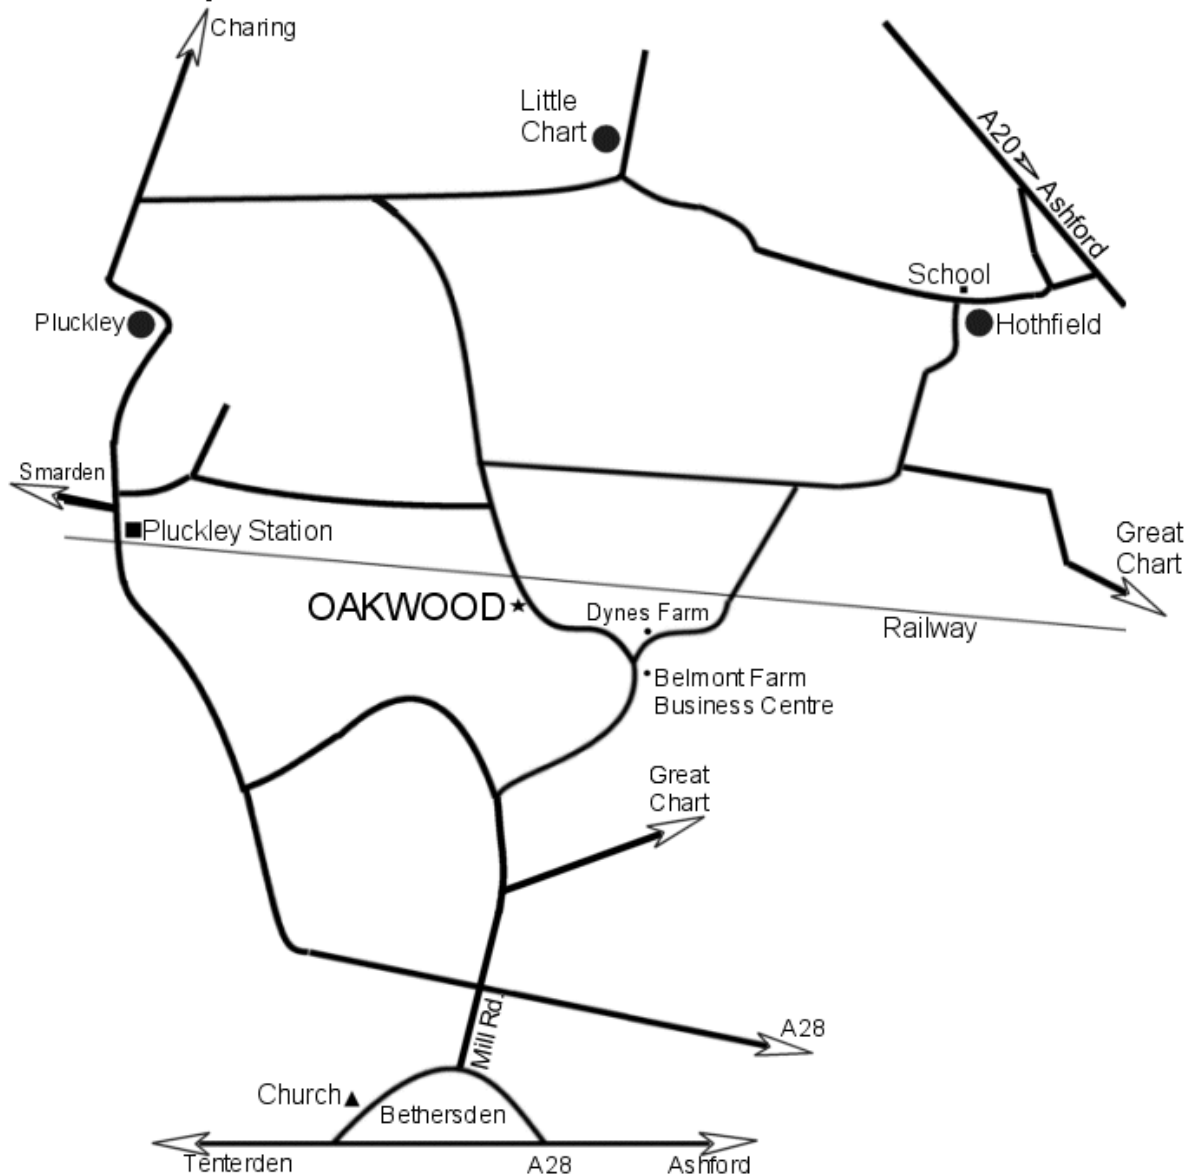 Charing
Little
Chart
A20
Ashford
School
Pluckley
Hothfield
Smarden
Pluckley Station
Great
Chart
OAKWOOD
Dynes Farm
Railway
Belmont Farm
Business Centre
Great
Chart
Mill Rd.
A28
Church
Bethersden
Tenterden
A28
Ashford